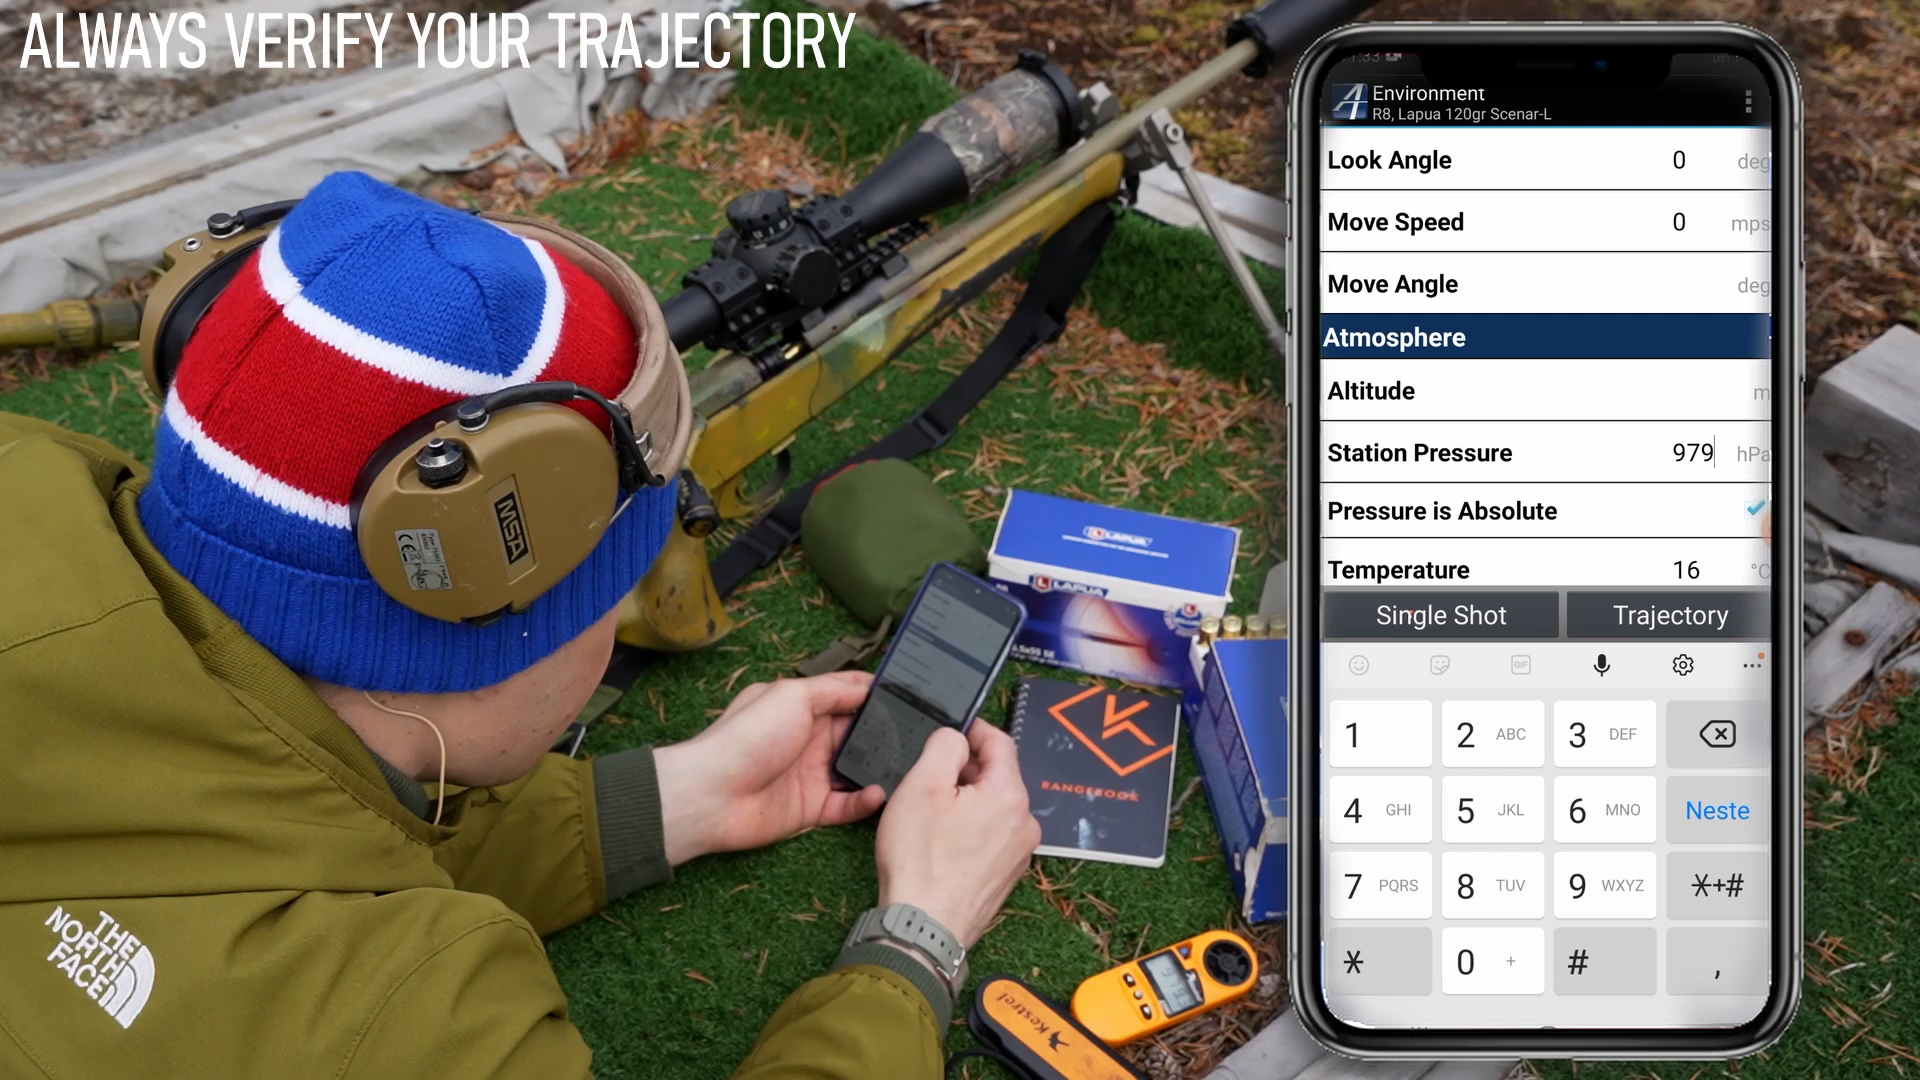 ALWAYS VERIFY YOUR TRAJECTORY
Environment
R8, Lapua 120gr Scenar-L
Look Angle 0 deg
Move Speed 0 mps
Move Angle deg
Atmosphere
Altitude m
Station Pressure 979 hPa
Pressure is Absolute
Temperature 16 °C
Single Shot Trajectory
GIF
1 2 ABC 3 DEF
4 GHI 5 JKL 6 MNO Neste
7 PQRS 8 TUV 9 WXYZ *+#
* 0 + # ,
MSA
CE
THE
NORTH
FACE
LAPUA
LAPUA
RANGEBOOK
Kestrel